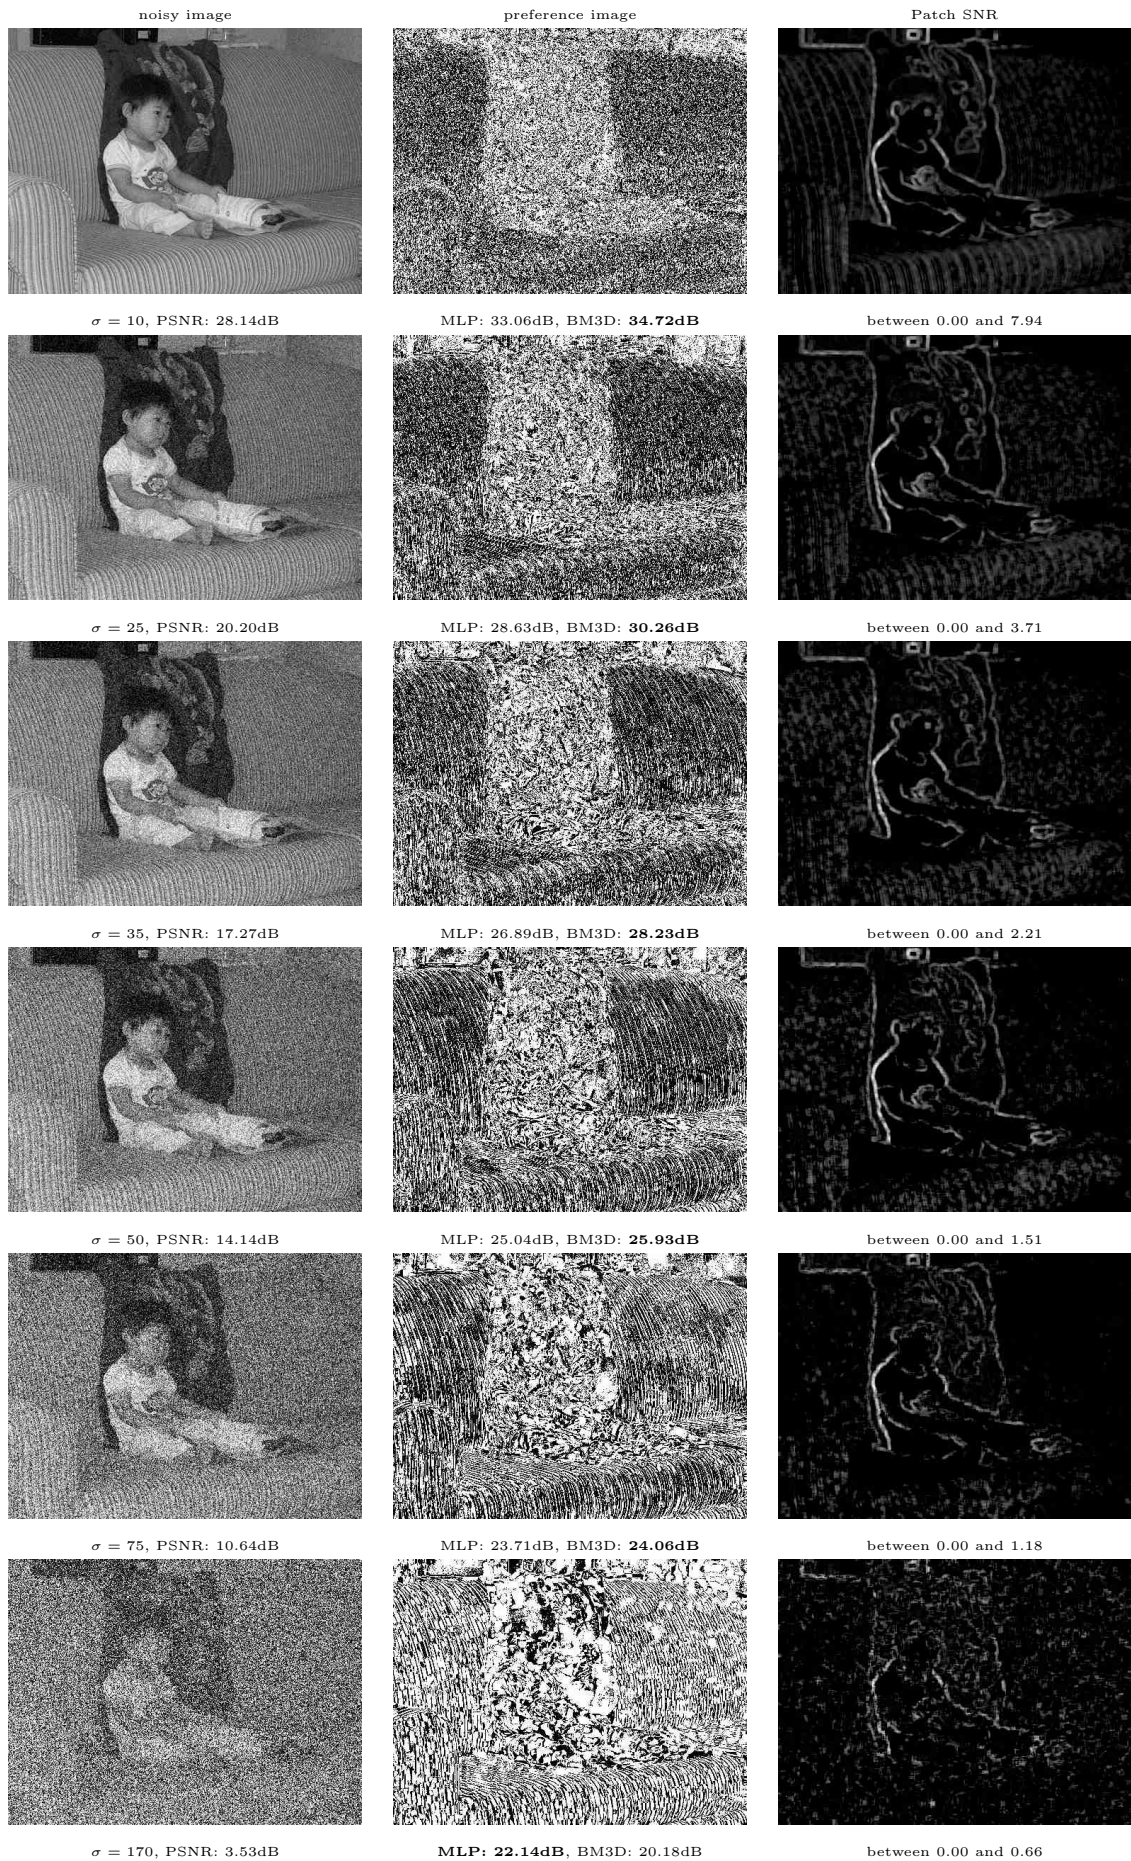 noisy image preference image Patch SNR
σ = 10, PSNR: 28.14dB MLP: 33.06dB, BM3D: 34.72dB between 0.00 and 7.94
σ = 25, PSNR: 20.20dB MLP: 28.63dB, BM3D: 30.26dB between 0.00 and 3.71
σ = 35, PSNR: 17.27dB MLP: 26.89dB, BM3D: 28.23dB between 0.00 and 2.21
σ = 50, PSNR: 14.14dB MLP: 25.04dB, BM3D: 25.93dB between 0.00 and 1.51
σ = 75, PSNR: 10.64dB MLP: 23.71dB, BM3D: 24.06dB between 0.00 and 1.18
σ = 170, PSNR: 3.53dB MLP: 22.14dB, BM3D: 20.18dB between 0.00 and 0.66